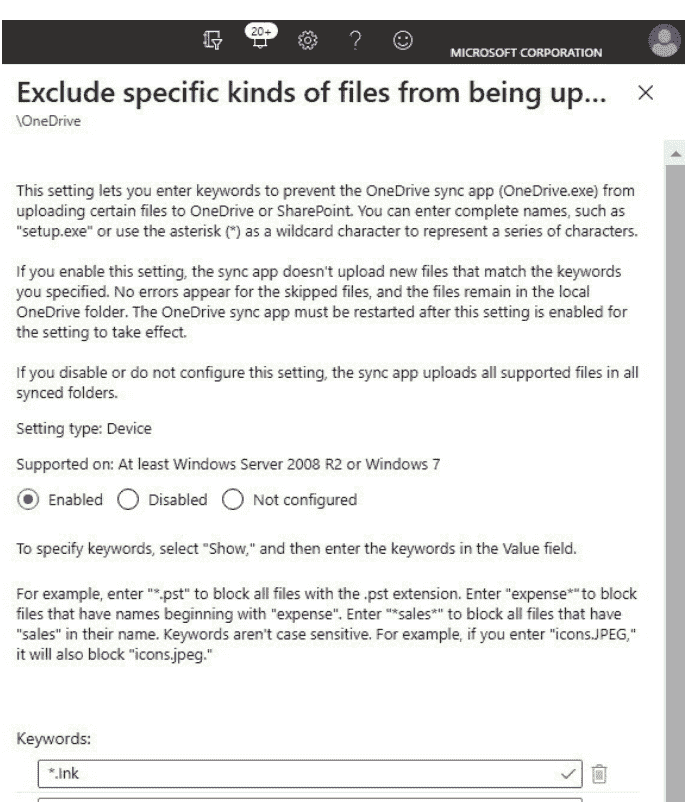 20+
MICROSOFT CORPORATION
Exclude specific kinds of files from being up...
\OneDrive
This setting lets you enter keywords to prevent the OneDrive sync app (OneDrive.exe) from
uploading certain files to OneDrive or SharePoint. You can enter complete names, such as
"setup.exe" or use the asterisk (*) as a wildcard character to represent a series of characters.
If you enable this setting, the sync app doesn't upload new files that match the keywords
you specified. No errors appear for the skipped files, and the files remain in the local
OneDrive folder. The OneDrive sync app must be restarted after this setting is enabled for
the setting to take effect.
If you disable or do not configure this setting, the sync app uploads all supported files in all
synced folders.
Setting type: Device
Supported on: At least Windows Server 2008 R2 or Windows 7
Enabled Disabled Not configured
To specify keywords, select "Show," and then enter the keywords in the Value field.
For example, enter "*.pst" to block all files with the .pst extension. Enter "expense*" to block
files that have names beginning with "expense". Enter "*sales*" to block all files that have
"sales" in their name. Keywords aren't case sensitive. For example, if you enter "icons.JPEG,"
it will also block "icons.jpeg."
Keywords:
*.lnk